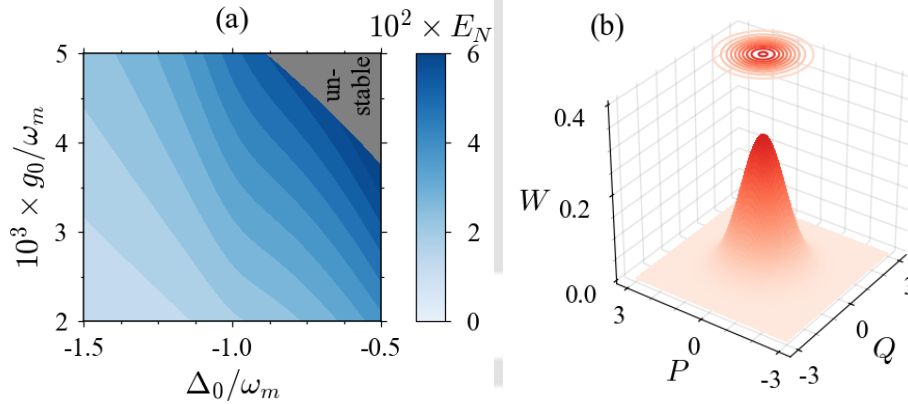 (a)
10² × E_N
5
4
3
2
10³ × g₀/ω_m
un-
stable
6
4
2
0
-1.5
-1.0
-0.5
Δ₀/ω_m
(b)
0.4
W 0.2
0.0
3
0
-3
P
3
0
-3
Q